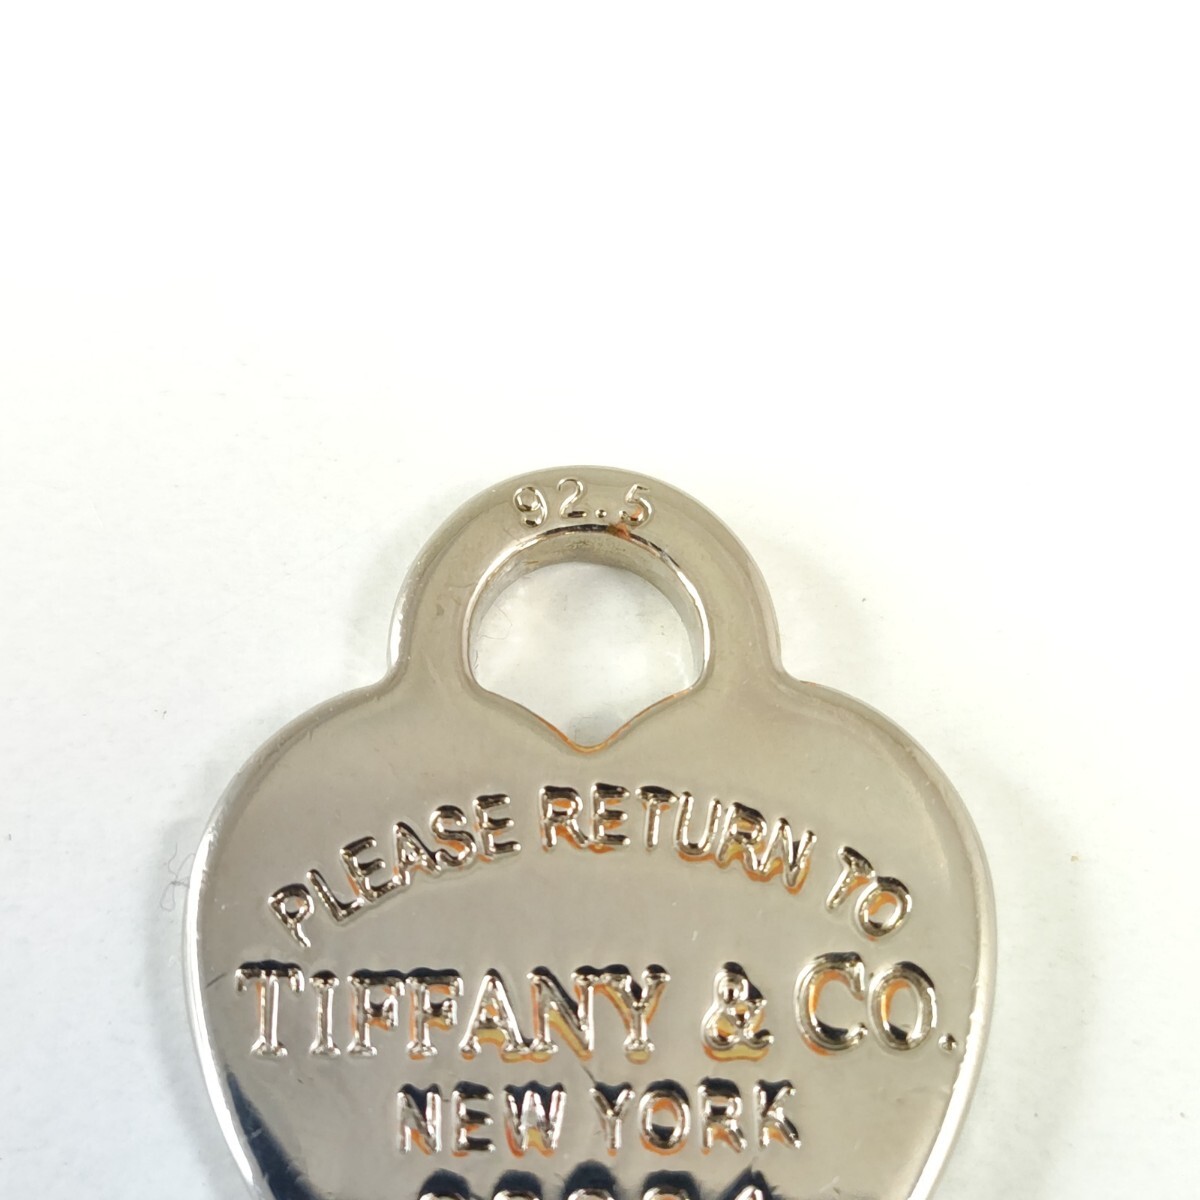 92.5
PLEASE RETURN TO
TIFFANY & CO.
NEW YORK